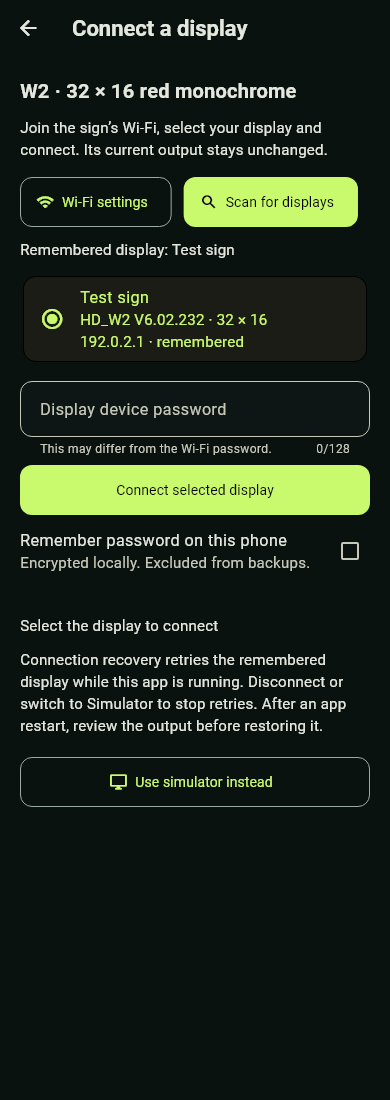 Connect a display
W2 · 32 × 16 red monochrome
Join the sign's Wi-Fi, select your display and
connect. Its current output stays unchanged.
Wi-Fi settings
Scan for displays
Remembered display: Test sign
Test sign
HD_W2 V6.02.232 · 32 × 16
192.0.2.1 · remembered
Display device password
This may differ from the Wi-Fi password.
0/128
Connect selected display
Remember password on this phone
Encrypted locally. Excluded from backups.
Select the display to connect
Connection recovery retries the remembered
display while this app is running. Disconnect or
switch to Simulator to stop retries. After an app
restart, review the output before restoring it.
Use simulator instead